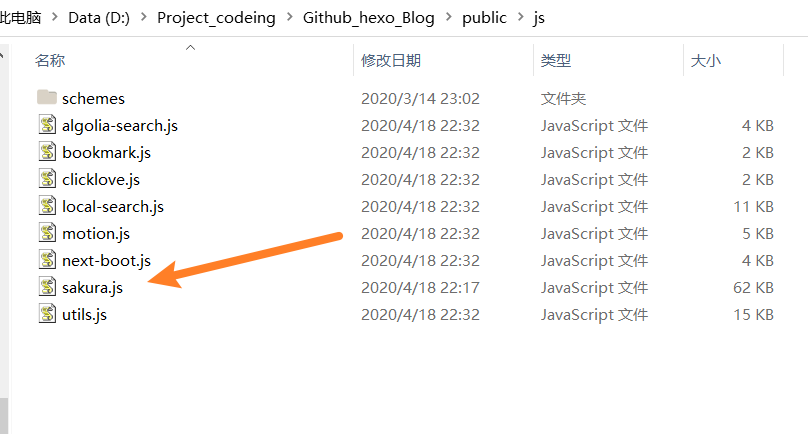 此电脑 > Data (D:) > Project_codeing > Github_hexo_Blog > public > js
名称 修改日期 类型 大小
schemes 2020/3/14 23:02 文件夹
algolia-search.js 2020/4/18 22:32 JavaScript 文件 4 KB
bookmark.js 2020/4/18 22:32 JavaScript 文件 2 KB
clicklove.js 2020/4/18 22:32 JavaScript 文件 2 KB
local-search.js 2020/4/18 22:32 JavaScript 文件 11 KB
motion.js 2020/4/18 22:32 JavaScript 文件 5 KB
next-boot.js 2020/4/18 22:32 JavaScript 文件 4 KB
sakura.js 2020/4/18 22:17 JavaScript 文件 62 KB
utils.js 2020/4/18 22:32 JavaScript 文件 15 KB